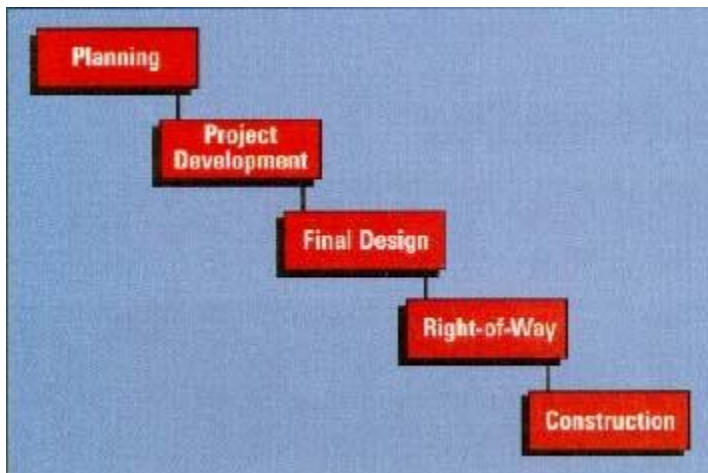 Planning
Project
Development
Final Design
Right-of-Way
Construction